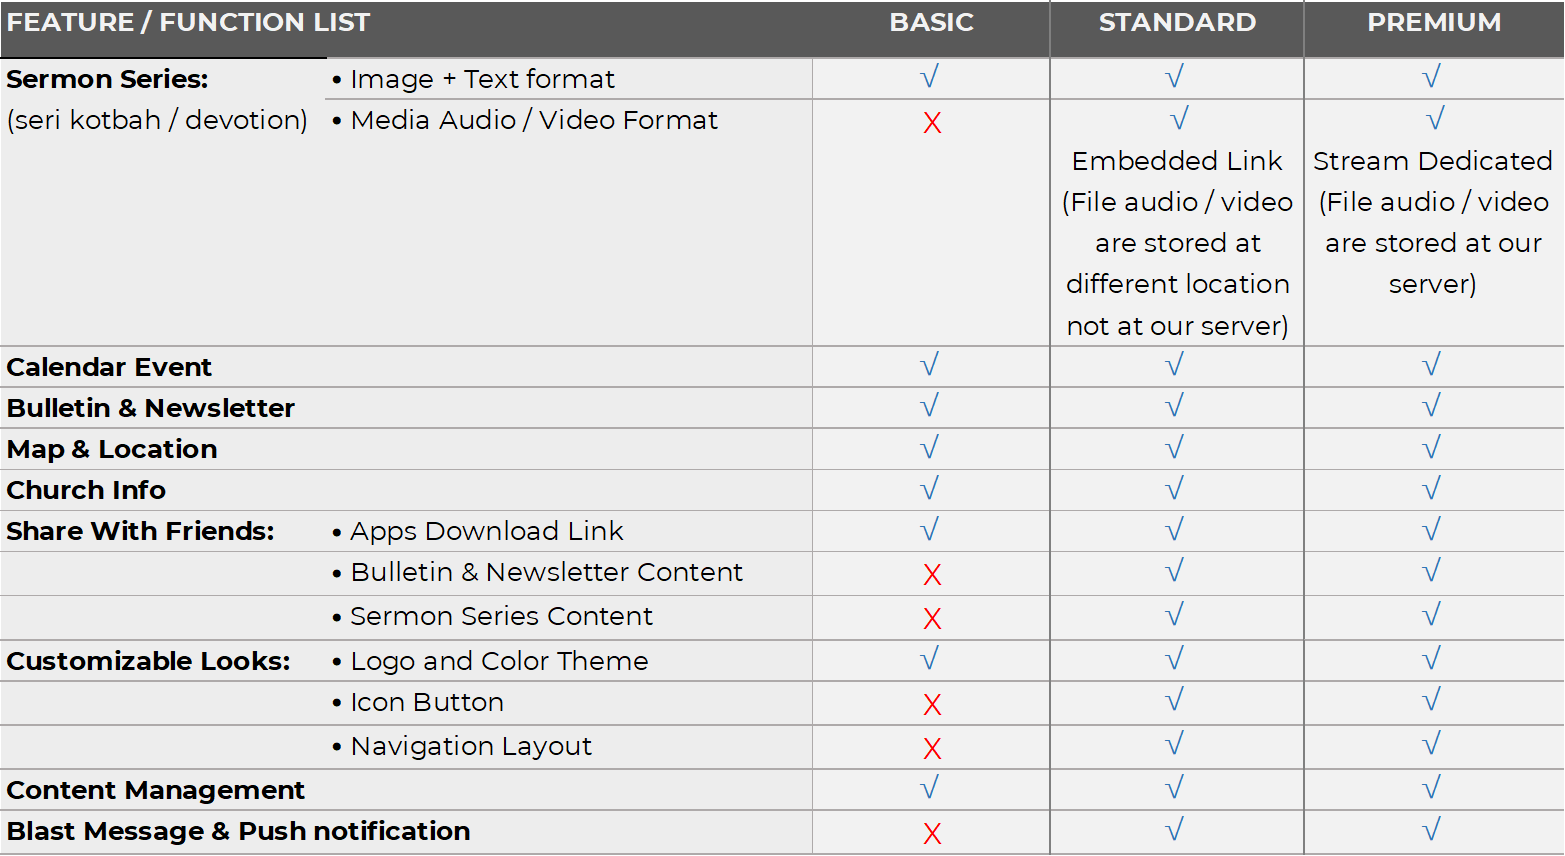 FEATURE / FUNCTION LIST BASIC STANDARD PREMIUM
Sermon Series: • Image + Text format √ √ √
(seri kotbah / devotion) • Media Audio / Video Format X √ √
Embedded Link Stream Dedicated
(File audio / video (File audio / video
are stored at are stored at our
different location server)
not at our server)
Calendar Event √ √ √
Bulletin & Newsletter √ √ √
Map & Location √ √ √
Church Info √ √ √
Share With Friends: • Apps Download Link √ √ √
• Bulletin & Newsletter Content X √ √
• Sermon Series Content X √ √
Customizable Looks: • Logo and Color Theme √ √ √
• Icon Button X √ √
• Navigation Layout X √ √
Content Management √ √ √
Blast Message & Push notification X √ √